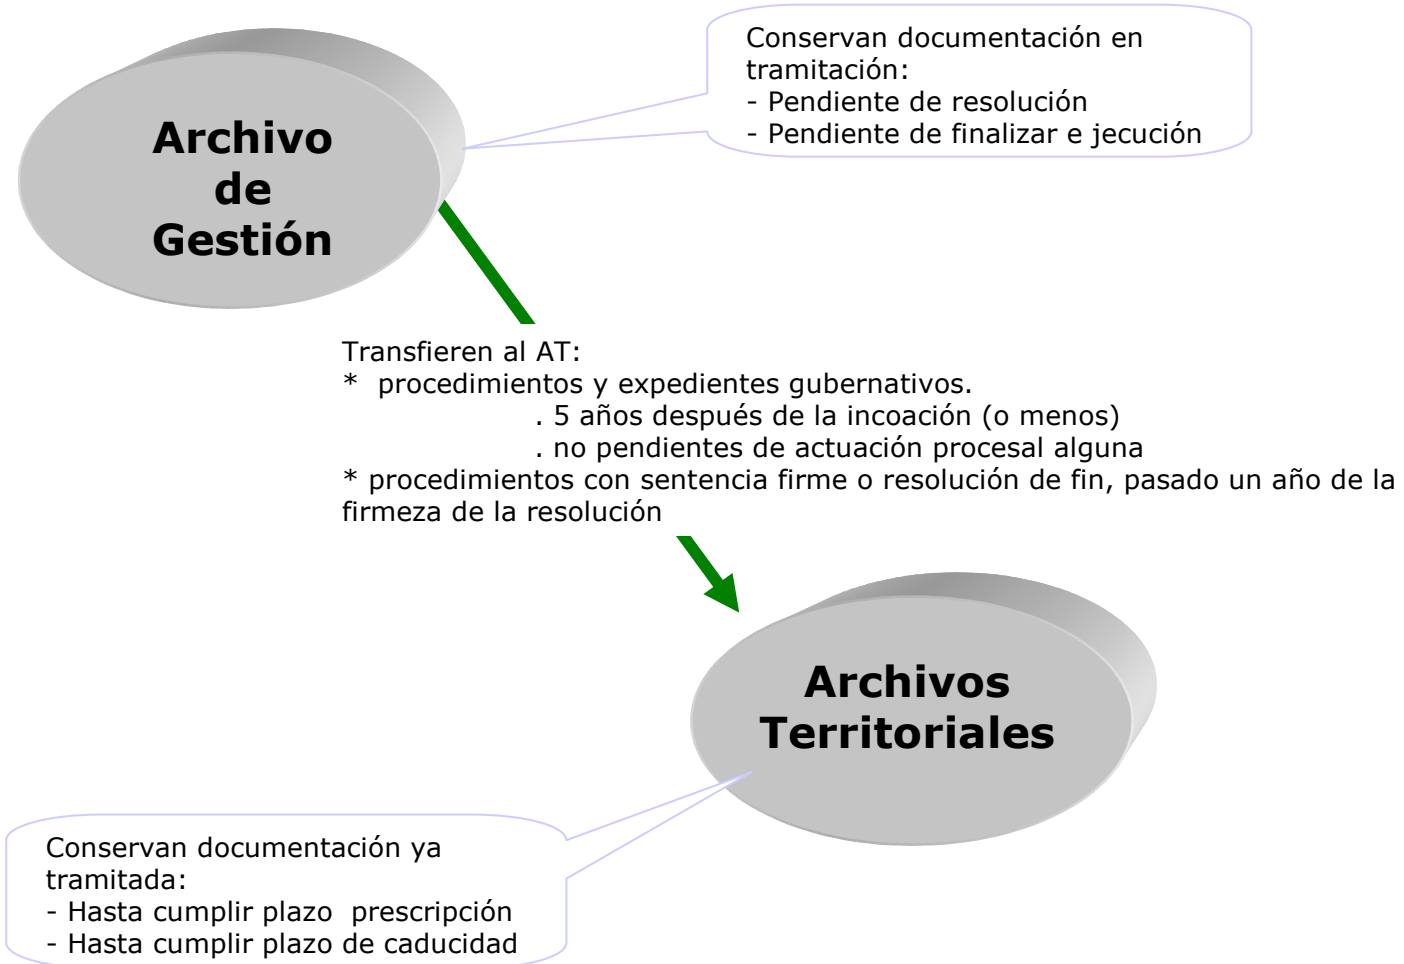 Conservan documentación en
tramitación:
- Pendiente de resolución
- Pendiente de finalizar e jecución
Archivo
de
Gestión
Transfieren al AT:
* procedimientos y expedientes gubernativos.
. 5 años después de la incoación (o menos)
. no pendientes de actuación procesal alguna
* procedimientos con sentencia firme o resolución de fin, pasado un año de la
firmeza de la resolución
Archivos
Territoriales
Conservan documentación ya
tramitada:
- Hasta cumplir plazo prescripción
- Hasta cumplir plazo de caducidad